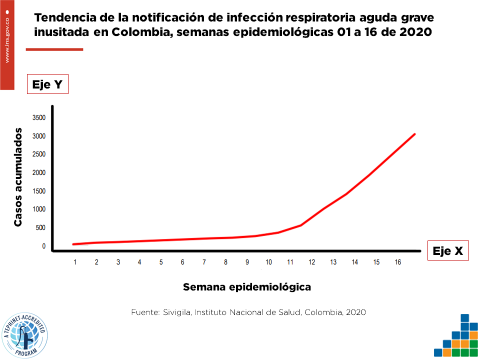 www.ins.gov.co
Tendencia de la notificación de infección respiratoria aguda grave
inusitada en Colombia, semanas epidemiológicas 01 a 16 de 2020
Eje Y
Casos acumulados
3500
3000
2500
2000
1500
1000
500
0
1 2 3 4 5 6 7 8 9 10 11 12 13 14 15 16
Eje X
Semana epidemiológica
Fuente: Sivigila, Instituto Nacional de Salud, Colombia, 2020
A TEPHINET ACCREDITED
PROGRAM